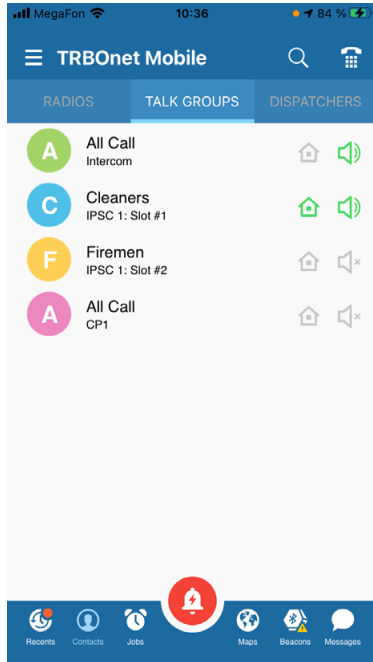 MegaFon 10:36 84 %
TRBOnet Mobile
RADIOS TALK GROUPS DISPATCHERS
A All Call
Intercom
C Cleaners
IPSC 1: Slot #1
F Firemen
IPSC 1: Slot #2
A All Call
CP1
Recents Contacts Jobs Maps Beacons Messages